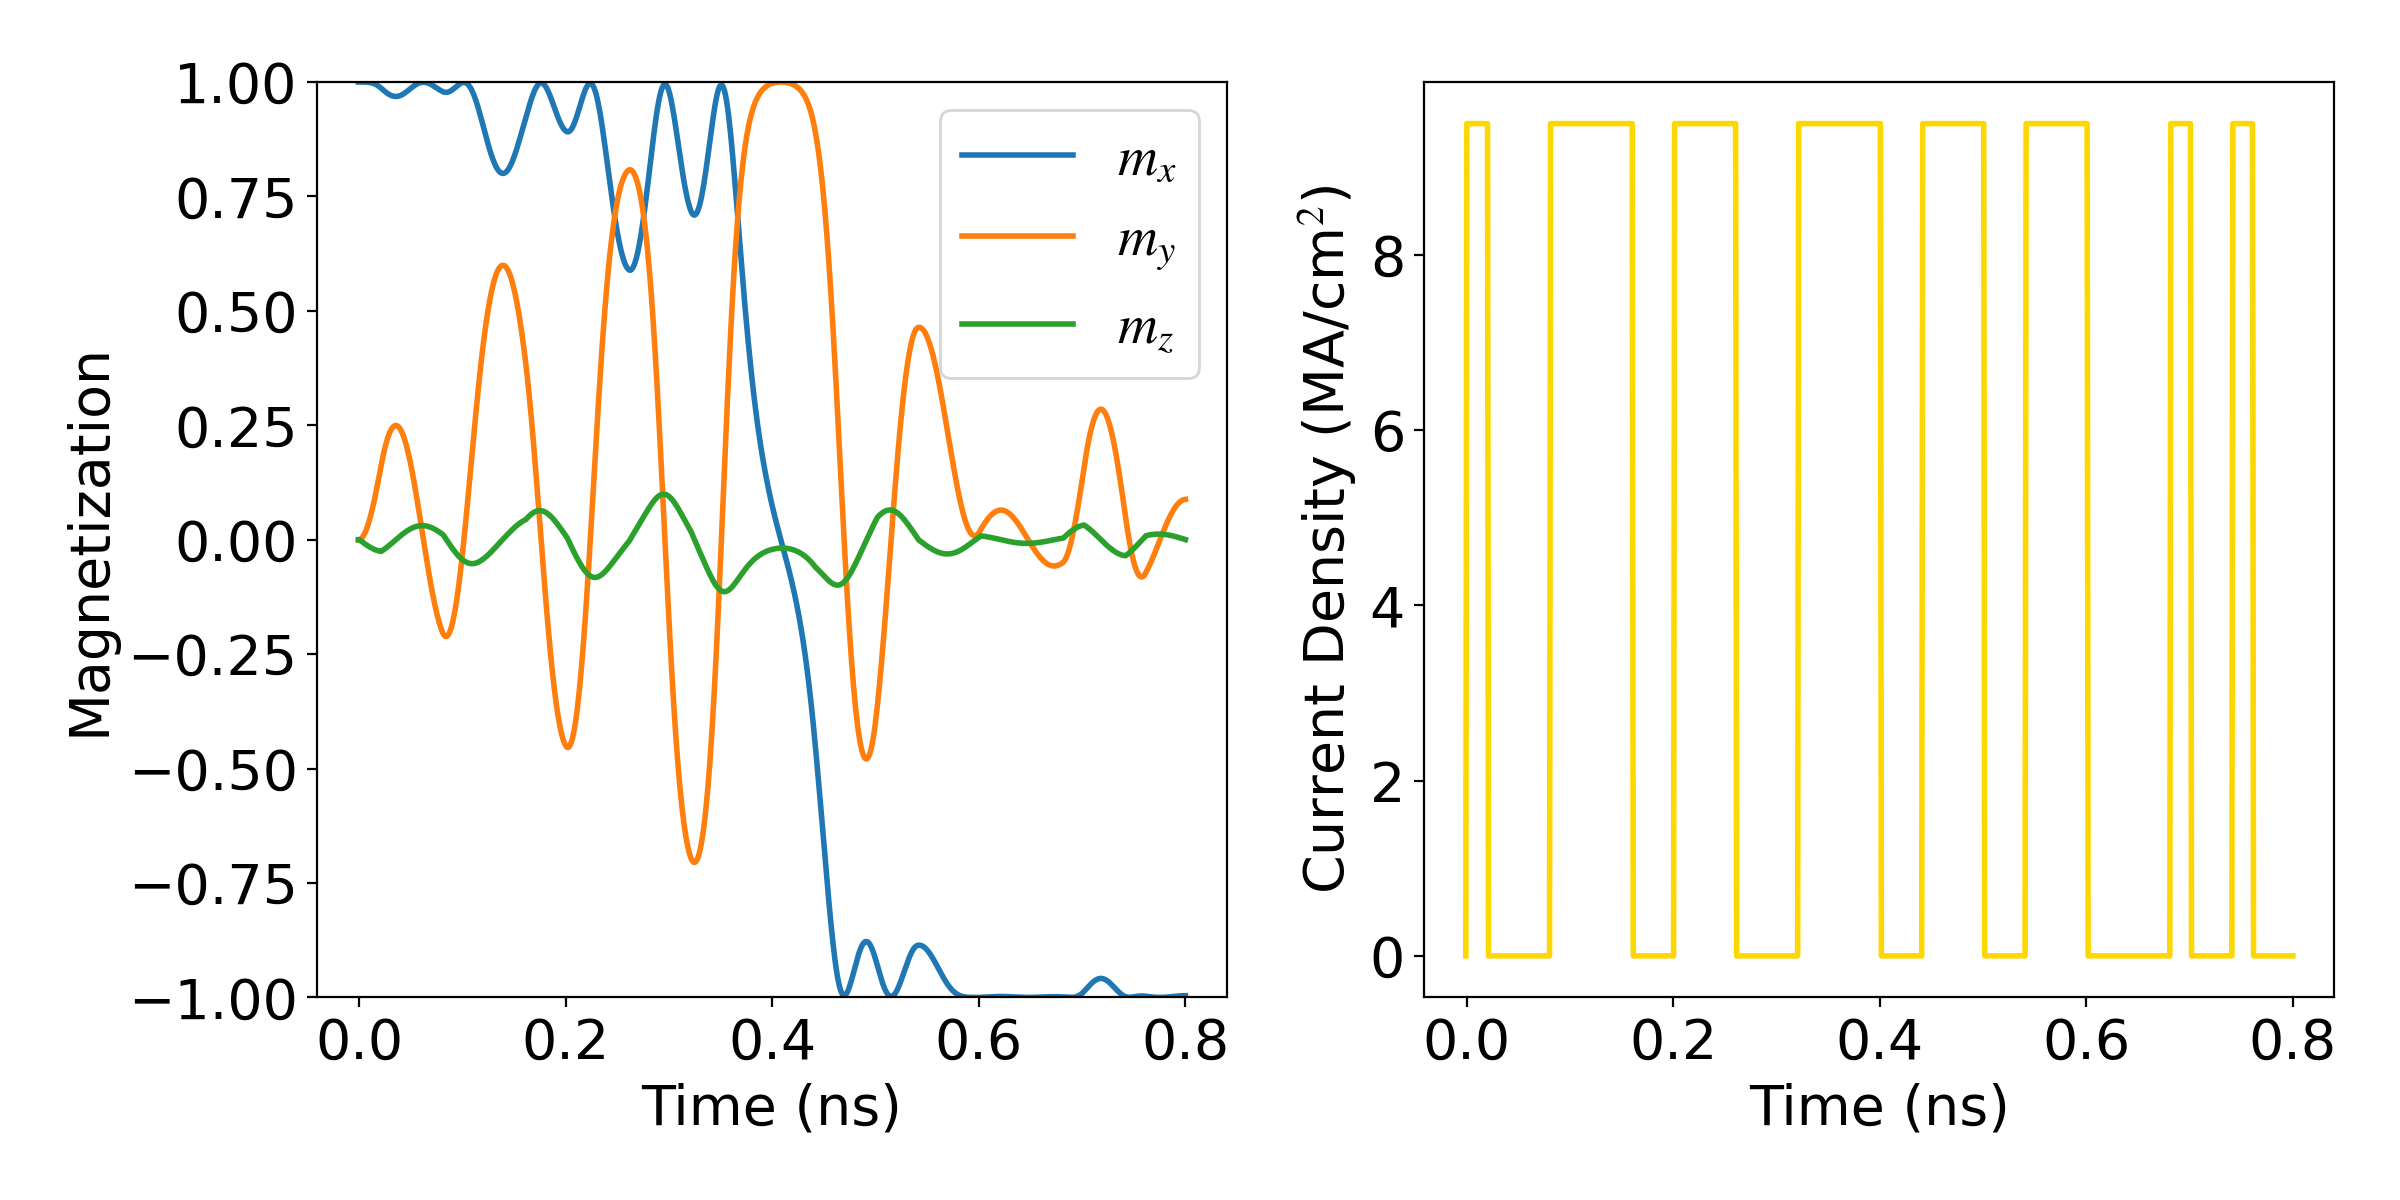 1.00
0.75
0.50
0.25
0.00
−0.25
−0.50
−0.75
−1.00
Magnetization
0.0 0.2 0.4 0.6 0.8
Time (ns)
mₓ
m_y
m_z
8
6
4
2
0
Current Density (MA/cm²)
0.0 0.2 0.4 0.6 0.8
Time (ns)